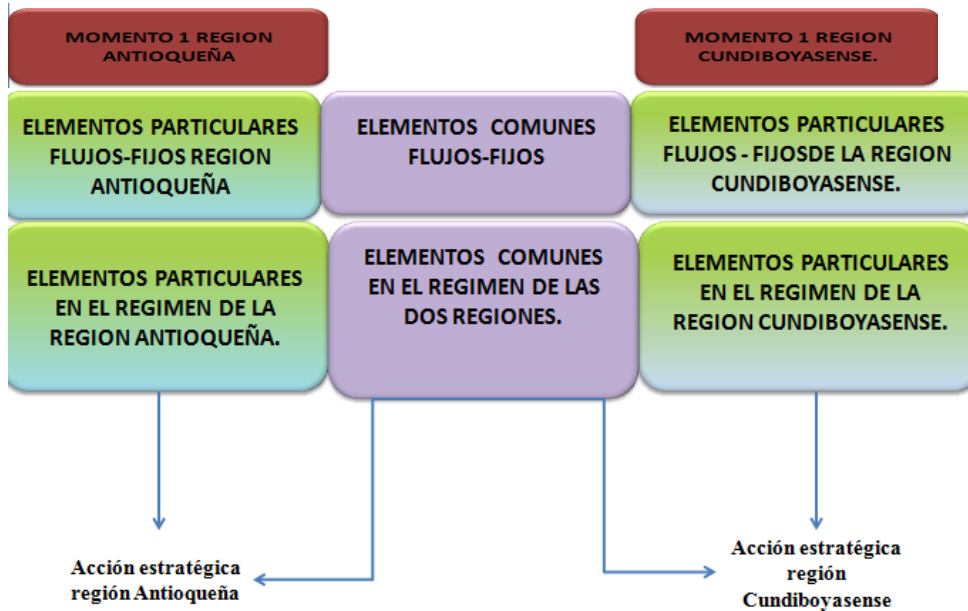 MOMENTO 1 REGION
ANTIOQUEÑA
MOMENTO 1 REGION
CUNDIBOYASENSE.
ELEMENTOS PARTICULARES
FLUJOS-FIJOS REGION
ANTIOQUEÑA
ELEMENTOS COMUNES
FLUJOS-FIJOS
ELEMENTOS PARTICULARES
FLUJOS - FIJOSDE LA REGION
CUNDIBOYASENSE.
ELEMENTOS PARTICULARES
EN EL REGIMEN DE LA
REGION ANTIOQUEÑA.
ELEMENTOS COMUNES
EN EL REGIMEN DE LAS
DOS REGIONES.
ELEMENTOS PARTICULARES
EN EL REGIMEN DE LA
REGION CUNDIBOYASENSE.
Acción estratégica
región Antioqueña
Acción estratégica
región
Cundiboyasense